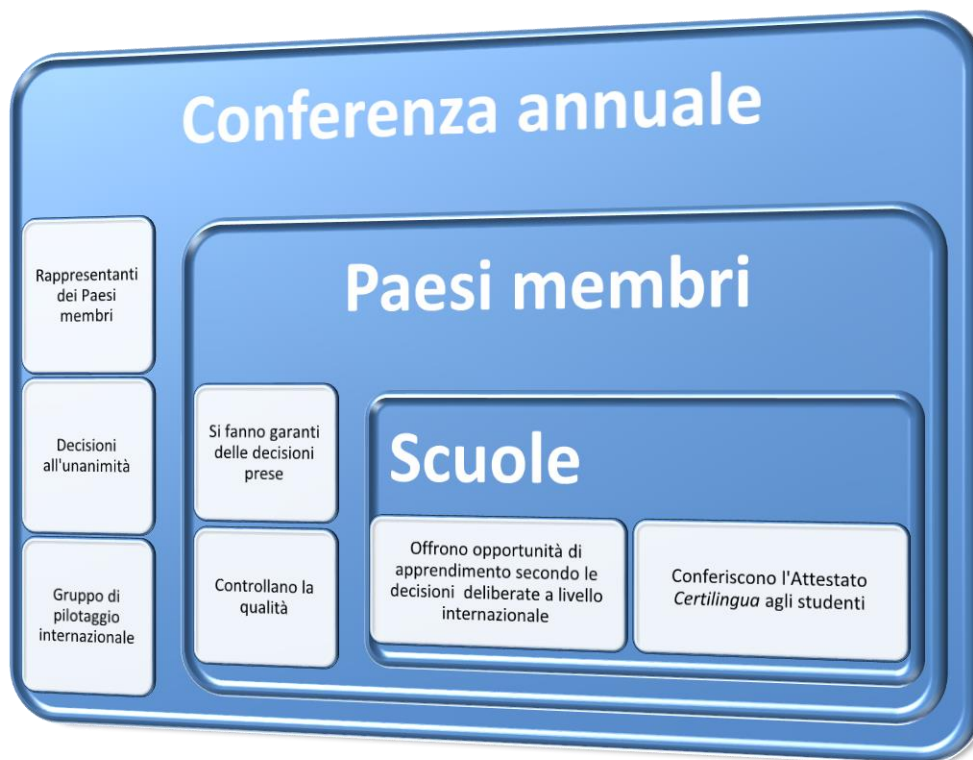 Conferenza annuale
Rappresentanti
dei Paesi
membri
Decisioni
all'unanimità
Gruppo di
pilotaggio
internazionale
Paesi membri
Si fanno garanti
delle decisioni
prese
Controllano la
qualità
Scuole
Offrono opportunità di
apprendimento secondo le
decisioni deliberate a livello
internazionale
Conferiscono l'Attestato
Certilingua agli studenti